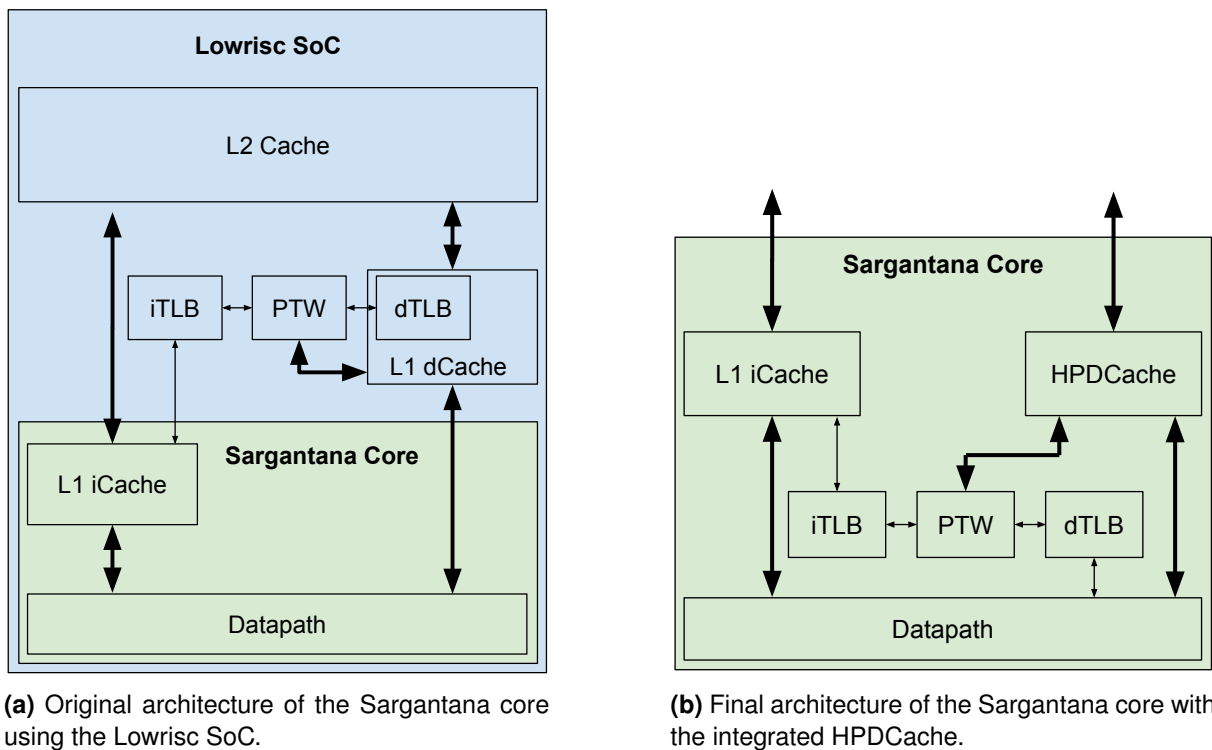 Lowrisc SoC
L2 Cache
iTLB
PTW
dTLB
L1 dCache
Sargantana Core
L1 iCache
Datapath
(a) Original architecture of the Sargantana core
using the Lowrisc SoC.
Sargantana Core
L1 iCache
HPDCache
iTLB
PTW
dTLB
Datapath
(b) Final architecture of the Sargantana core with
the integrated HPDCache.